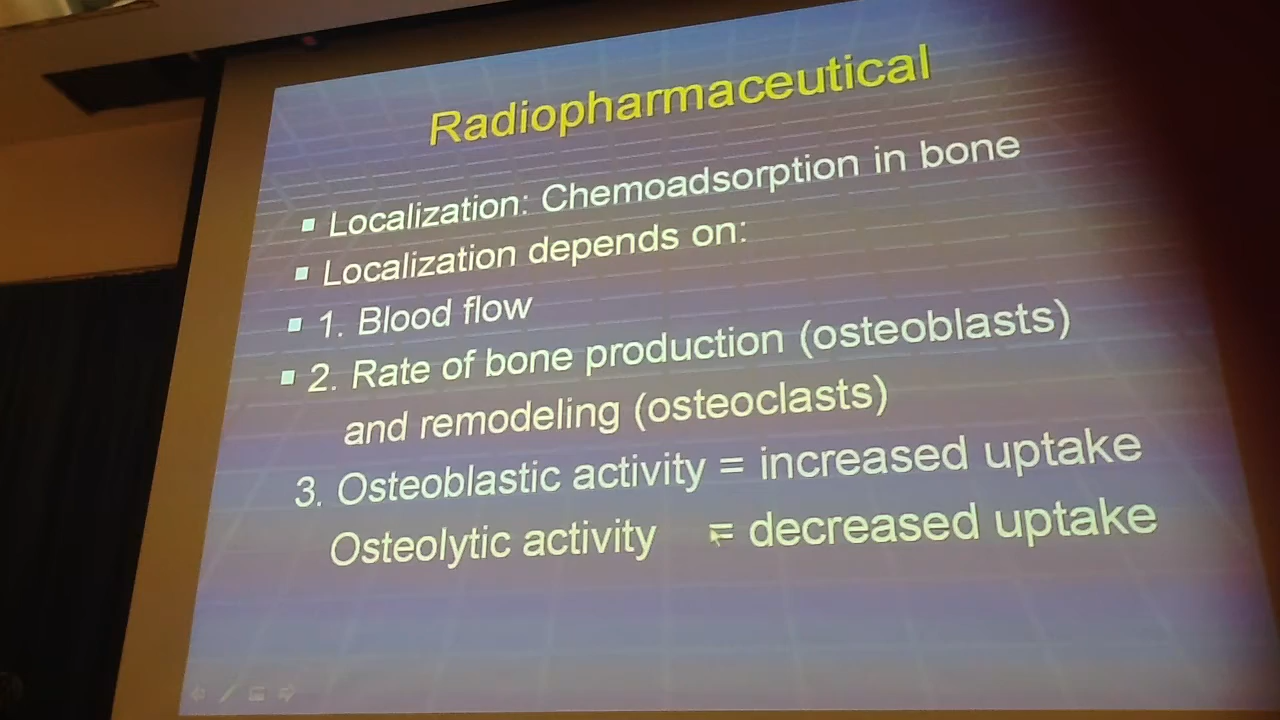 Radiopharmaceutical
▪ Localization: Chemoadsorption in bone
▪ Localization depends on:
▪ 1. Blood flow
▪ 2. Rate of bone production (osteoblasts)
and remodeling (osteoclasts)
3. Osteoblastic activity = increased uptake
Osteolytic activity = decreased uptake